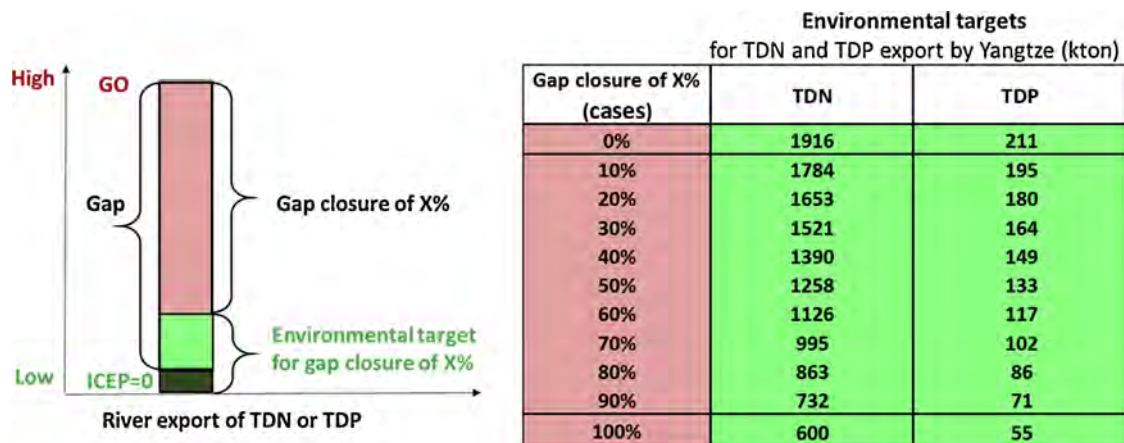 High
GO
Gap
Gap closure of X%
Environmental target
for gap closure of X%
Low
ICEP=0
River export of TDN or TDP
Environmental targets
for TDN and TDP export by Yangtze (kton)
Gap closure of X%
(cases)
TDN
TDP
0% 1916 211
10% 1784 195
20% 1653 180
30% 1521 164
40% 1390 149
50% 1258 133
60% 1126 117
70% 995 102
80% 863 86
90% 732 71
100% 600 55